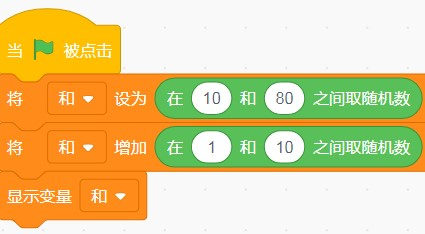 当 被点击
将 和 设为 在 10 和 80 之间取随机数
将 和 增加 在 1 和 10 之间取随机数
显示变量 和